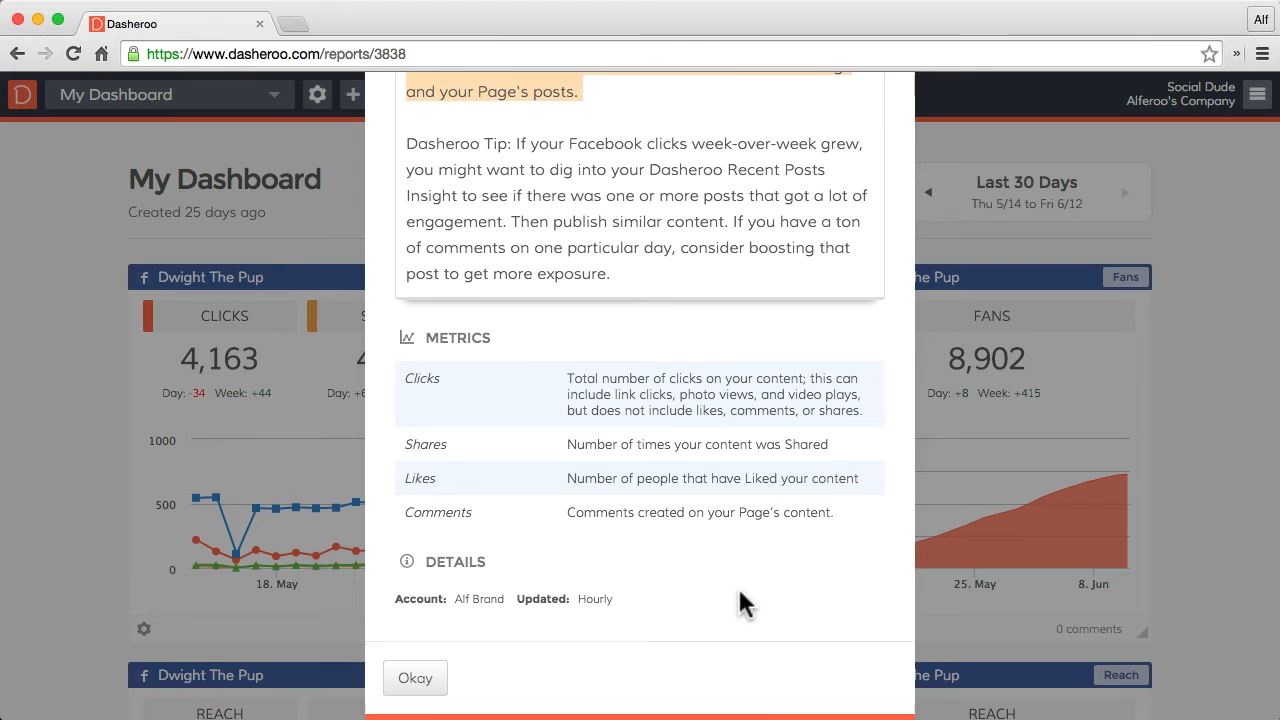 Dasheroo
Alf
https://www.dasheroo.com/reports/3838
My Dashboard
Social Dude
Alferoo's Company
and your Page's posts.
Dasheroo Tip: If your Facebook clicks week-over-week grew,
you might want to dig into your Dasheroo Recent Posts
Insight to see if there was one or more posts that got a lot of
engagement. Then publish similar content. If you have a ton
of comments on one particular day, consider boosting that
post to get more exposure.
My Dashboard
Created 25 days ago
Last 30 Days
Thu 5/14 to Fri 6/12
Dwight The Pup
CLICKS
4,163
Day: -34 Week: +44
1000
500
0
18. May
METRICS
Clicks
Total number of clicks on your content; this can
include link clicks, photo views, and video plays,
but does not include likes, comments, or shares.
Shares
Number of times your content was Shared
Likes
Number of people that have Liked your content
Comments
Comments created on your Page's content.
DETAILS
Account: Alf Brand Updated: Hourly
Okay
he Pup
Fans
FANS
8,902
Day: +8 Week: +415
25. May
8. Jun
0 comments
Dwight The Pup
REACH
he Pup
Reach
REACH